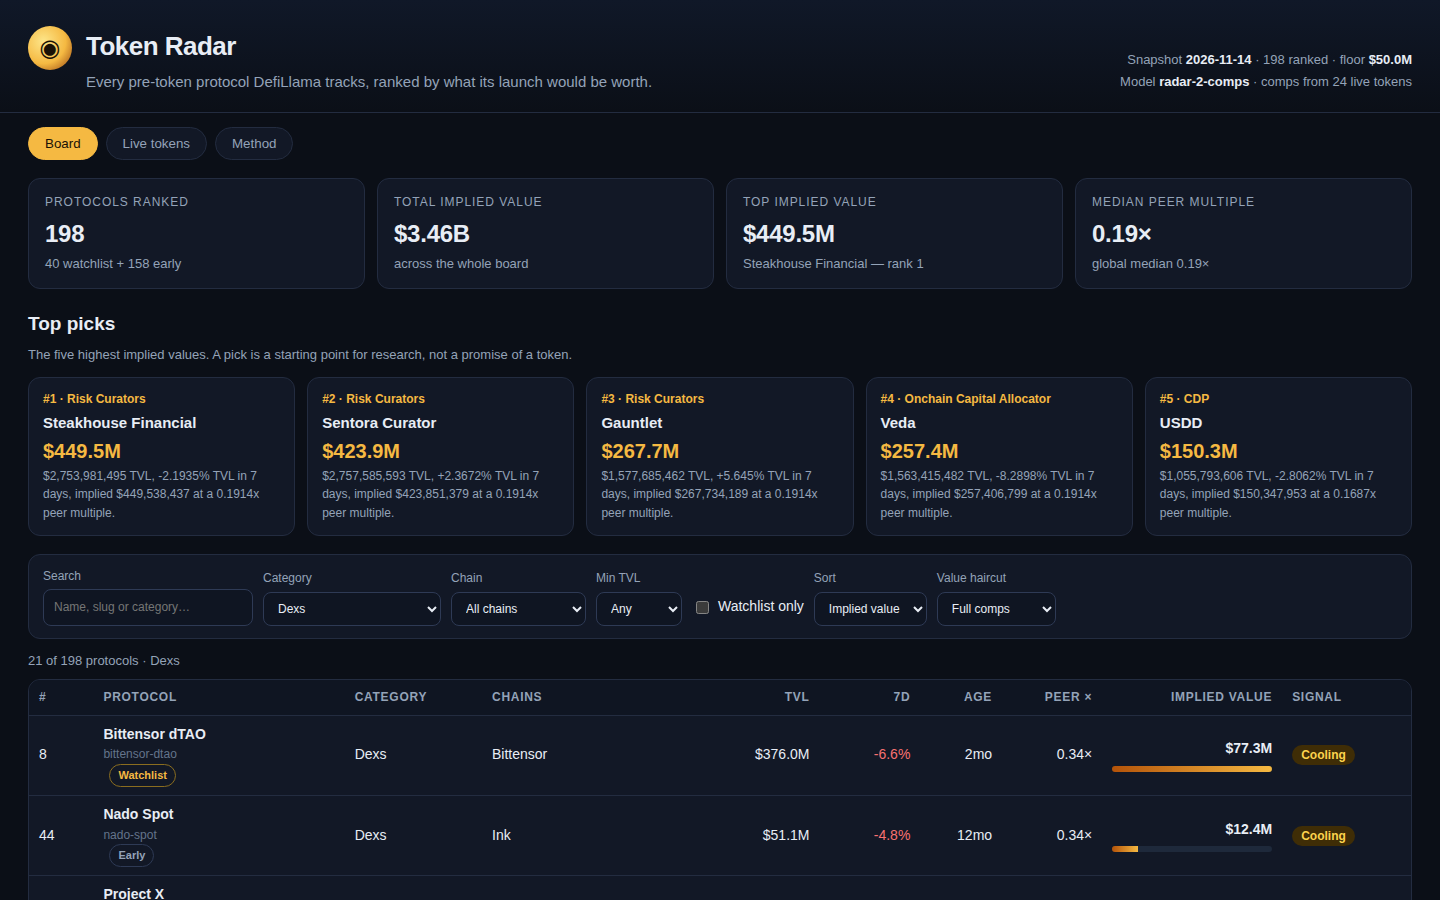 Token Radar
Every pre-token protocol DefiLlama tracks, ranked by what its launch would be worth.
Snapshot 2026-11-14 · 198 ranked · floor $50.0M
Model radar-2-comps · comps from 24 live tokens
Board
Live tokens
Method
PROTOCOLS RANKED
198
40 watchlist + 158 early
TOTAL IMPLIED VALUE
$3.46B
across the whole board
TOP IMPLIED VALUE
$449.5M
Steakhouse Financial — rank 1
MEDIAN PEER MULTIPLE
0.19×
global median 0.19×
Top picks
The five highest implied values. A pick is a starting point for research, not a promise of a token.
#1 · Risk Curators
Steakhouse Financial
$449.5M
$2,753,981,495 TVL, -2.1935% TVL in 7
days, implied $449,538,437 at a 0.1914x
peer multiple.
#2 · Risk Curators
Sentora Curator
$423.9M
$2,757,585,593 TVL, +2.3672% TVL in 7
days, implied $423,851,379 at a 0.1914x
peer multiple.
#3 · Risk Curators
Gauntlet
$267.7M
$1,577,685,462 TVL, +5.645% TVL in 7
days, implied $267,734,189 at a 0.1914x
peer multiple.
#4 · Onchain Capital Allocator
Veda
$257.4M
$1,563,415,482 TVL, -8.2898% TVL in 7
days, implied $257,406,799 at a 0.1914x
peer multiple.
#5 · CDP
USDD
$150.3M
$1,055,793,606 TVL, -2.8062% TVL in 7
days, implied $150,347,953 at a 0.1687x
peer multiple.
Search
Name, slug or category…
Category
Dexs
Chain
All chains
Min TVL
Any
Watchlist only
Sort
Implied value
Value haircut
Full comps
21 of 198 protocols · Dexs
# PROTOCOL CATEGORY CHAINS TVL 7D AGE PEER × IMPLIED VALUE SIGNAL
8 Bittensor dTAO Dexs Bittensor $376.0M -6.6% 2mo 0.34× $77.3M Cooling
bittensor-dtao
Watchlist
44 Nado Spot Dexs Ink $51.1M -4.8% 12mo 0.34× $12.4M Cooling
nado-spot
Early
Project X